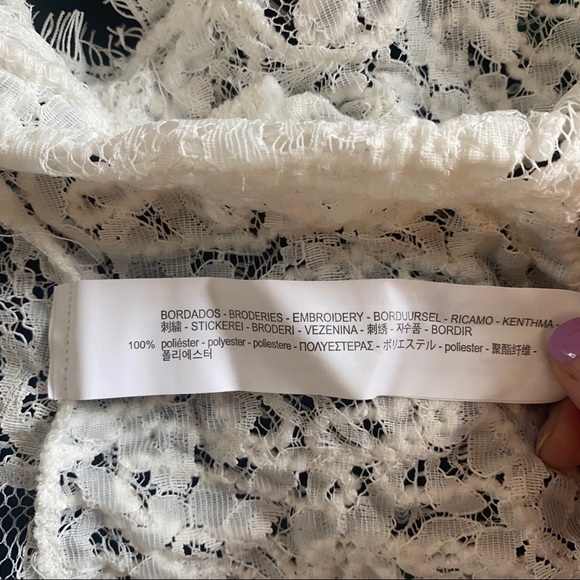 BORDADOS - BRODERIES - EMBROIDERY - BORDUURSEL - RICAMO - KENTHMA -
刺繍 - STICKEREI - BRODERI - VEZENINA - 刺绣 - 자수품 - BORDIR
100% poliéster - polyester - poliestere - ΠΟΛΥΕΣΤΕΡΑΣ - ポリエステル - poliester - 聚酯纤维 -
폴리에스터